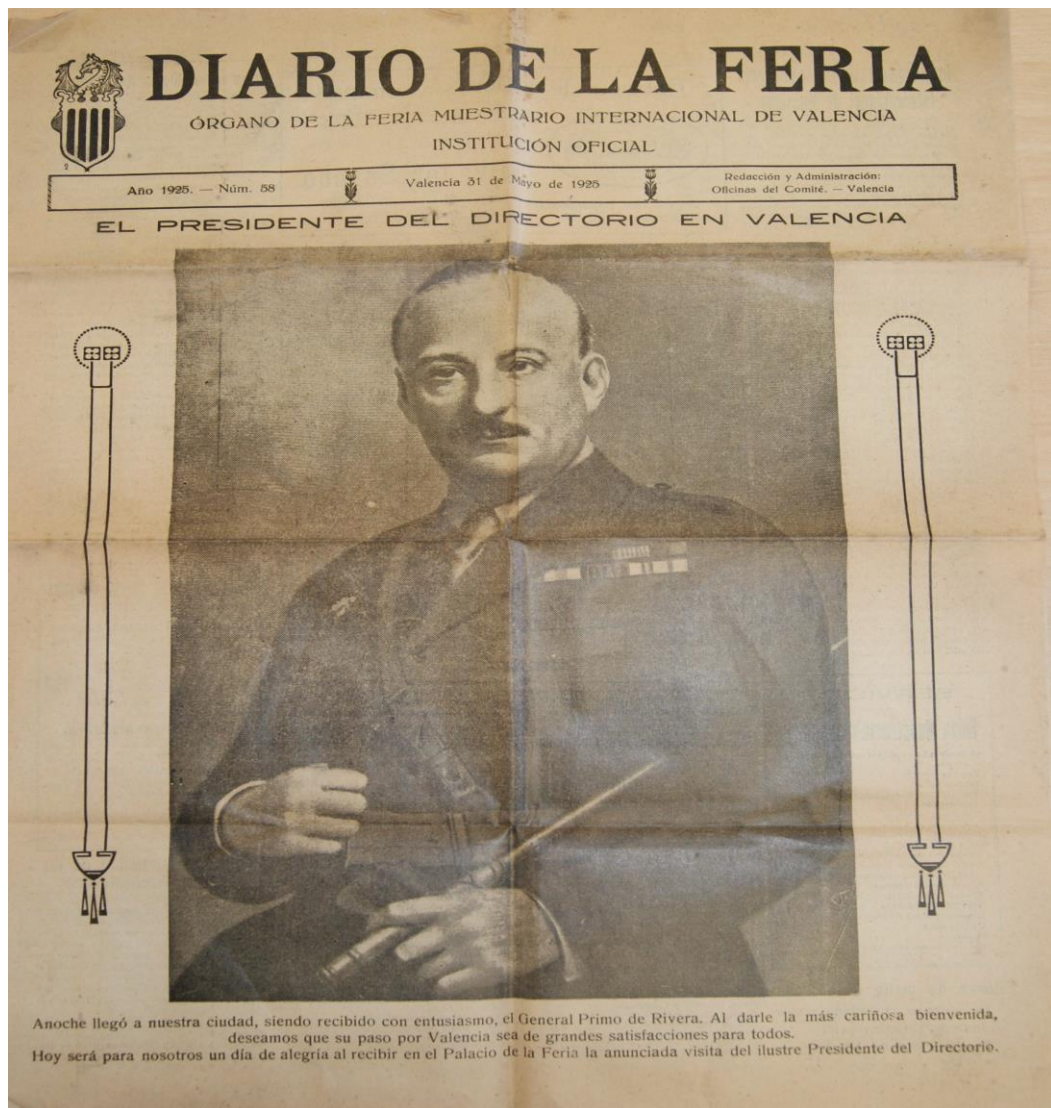 DIARIO DE LA FERIA
ÓRGANO DE LA FERIA MUESTRARIO INTERNACIONAL DE VALENCIA
INSTITUCIÓN OFICIAL
Año 1925. — Núm. 58
Valencia 31 de Mayo de 1925
Redacción y Administración:
Oficinas del Comité. — Valencia
EL PRESIDENTE DEL DIRECTORIO EN VALENCIA
Anoche llegó a nuestra ciudad, siendo recibido con entusiasmo, el General Primo de Rivera. Al darle la más cariñosa bienvenida,
deseamos que su paso por Valencia sea de grandes satisfacciones para todos.
Hoy será para nosotros un día de alegría al recibir en el Palacio de la Feria la anunciada visita del ilustre Presidente del Directorio.